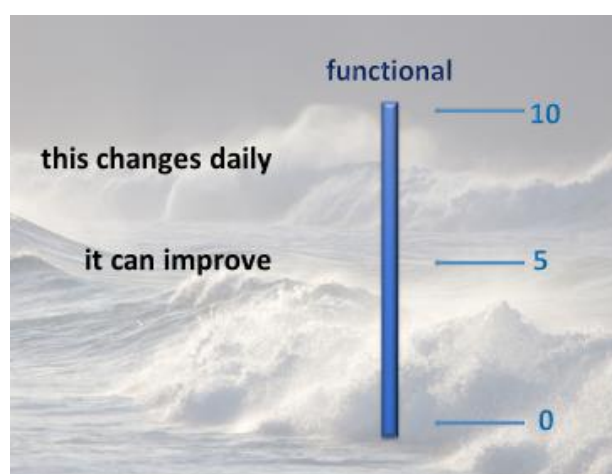 functional
10
this changes daily
it can improve
5
0